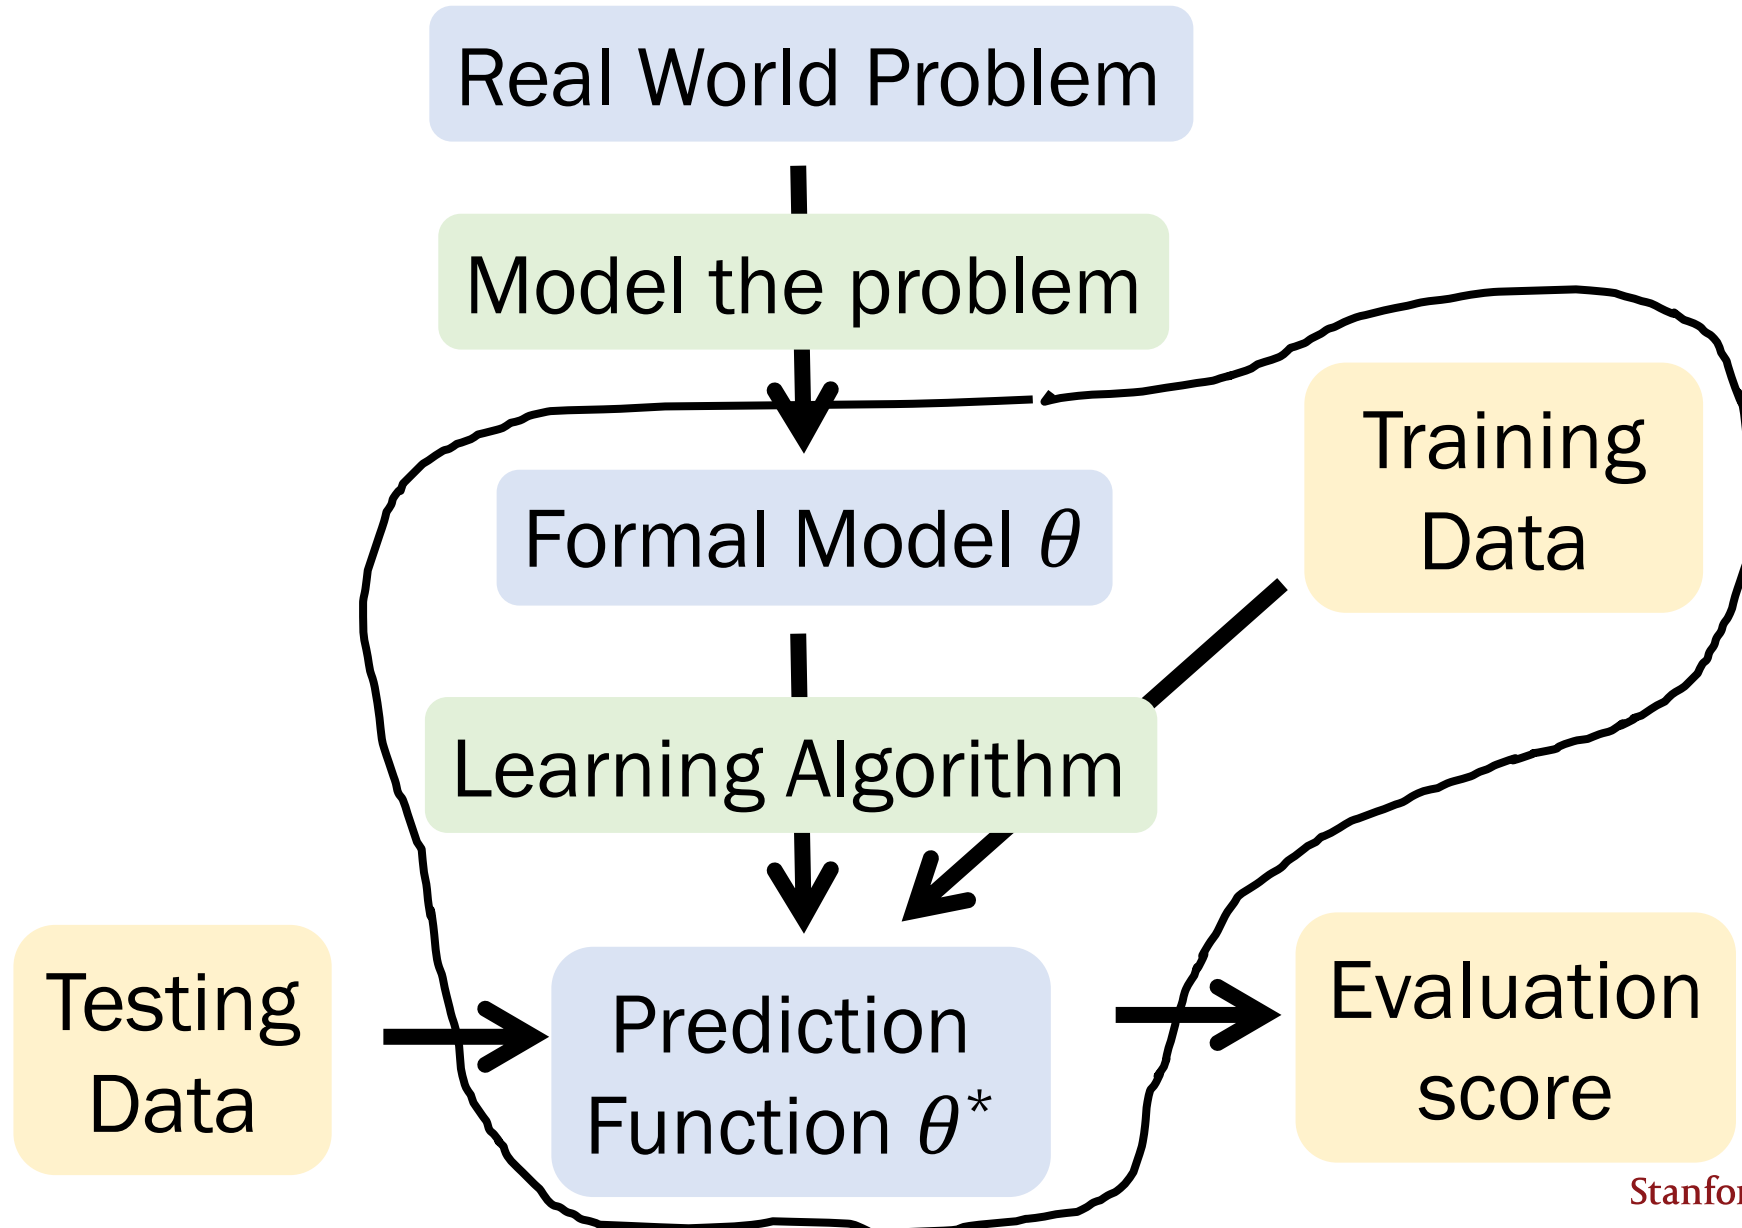 Real World Problem
Model the problem
Training
Data
Formal Model θ
Learning Algorithm
Testing
Data
Prediction
Function θ*
Evaluation
score